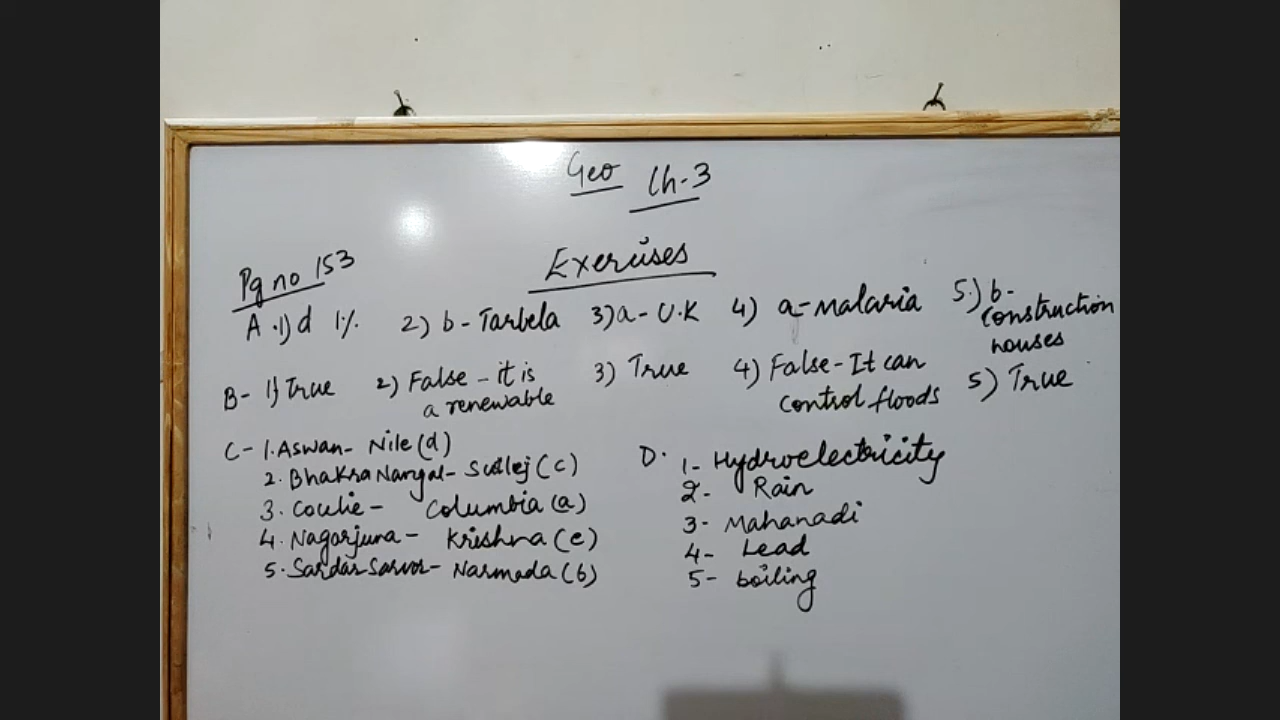 Geo Ch-3
Exercises
Pg no 153
A .1) d 1% 2) b- Tarbela 3) a- U.K 4) a- malaria 5.) b-
construction
houses
B- 1) True 2) False - it is 3) True 4) False - It can 5) True
a renewable control floods
C- 1. Aswan- Nile (d)
2. Bhakra Nangal- Sutlej (c)
3. Coulie- Columbia (a)
4. Nagarjuna- Krishna (e)
5. Sardar Sarvor- Narmada (b)
D. 1- Hydroelectricity
2- Rain
3- Mahanadi
4- Lead
5- boiling